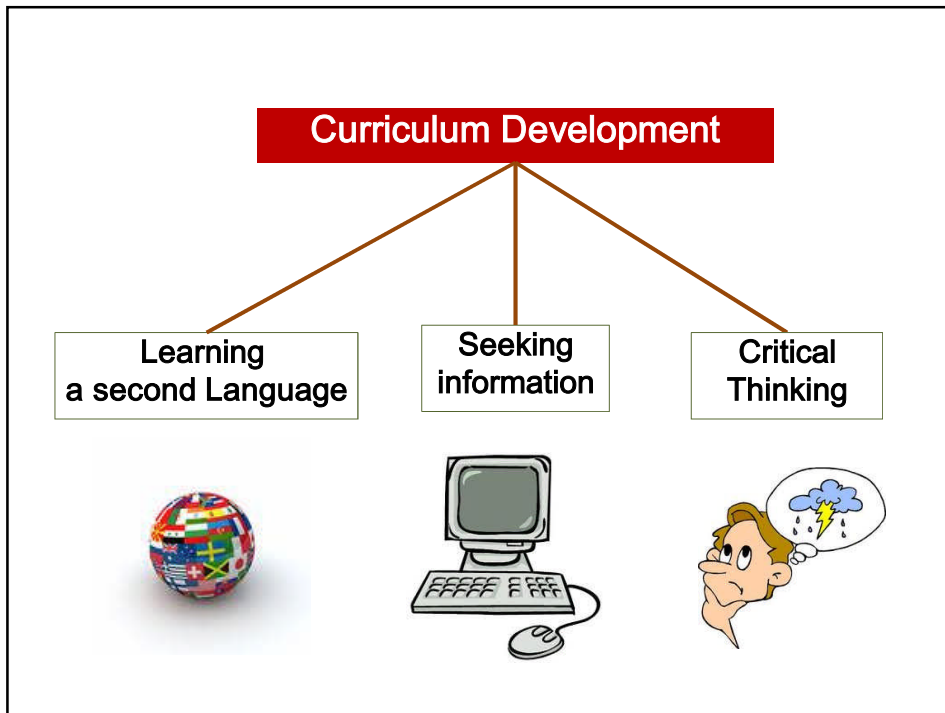 Curriculum Development
Learning
a second Language
Seeking
information
Critical
Thinking